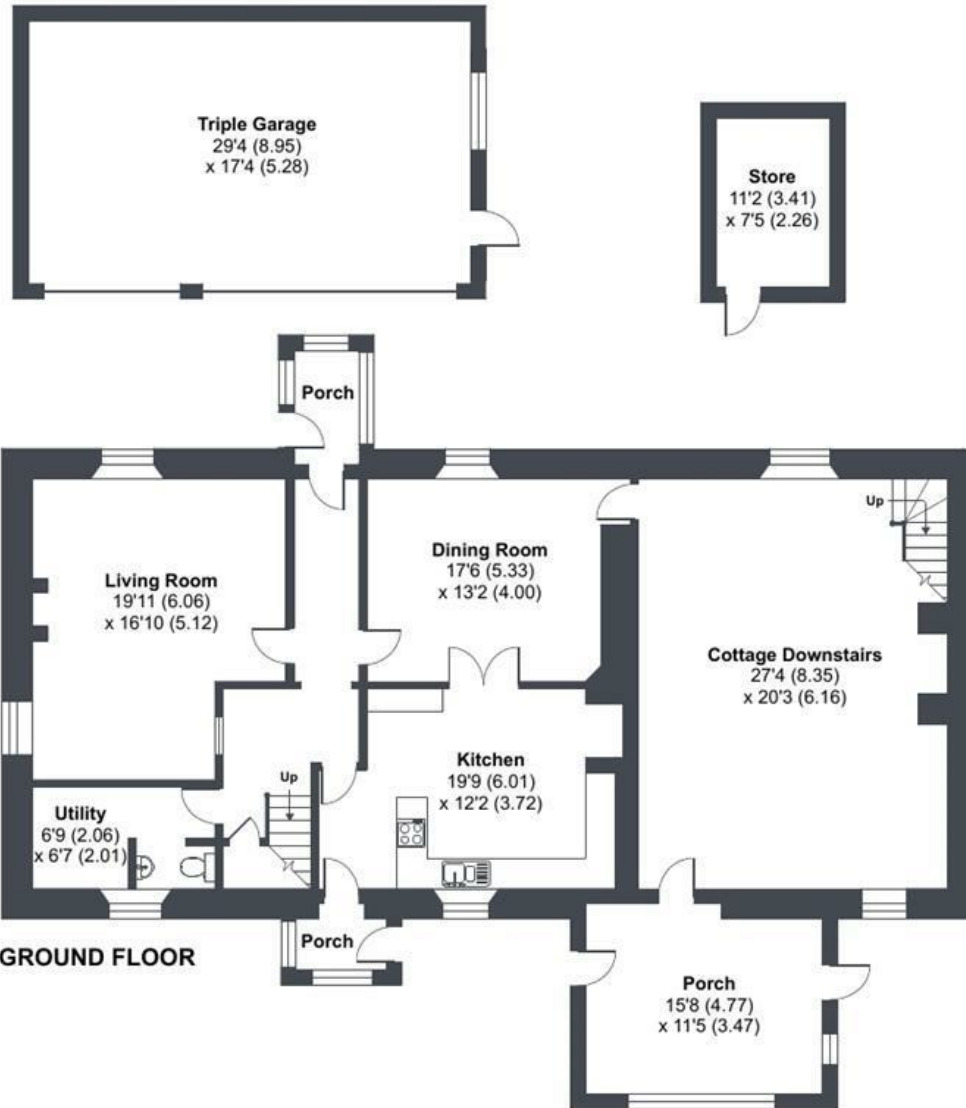 Triple Garage
29'4 (8.95)
x 17'4 (5.28)
Store
11'2 (3.41)
x 7'5 (2.26)
Porch
Living Room
19'11 (6.06)
x 16'10 (5.12)
Dining Room
17'6 (5.33)
x 13'2 (4.00)
Up
Cottage Downstairs
27'4 (8.35)
x 20'3 (6.16)
Kitchen
19'9 (6.01)
x 12'2 (3.72)
Up
Utility
6'9 (2.06)
x 6'7 (2.01)
Porch
GROUND FLOOR
Porch
15'8 (4.77)
x 11'5 (3.47)